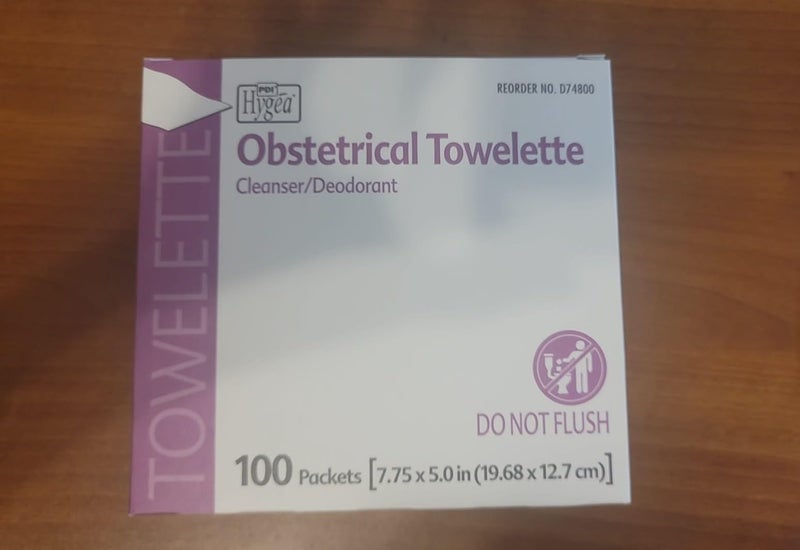 PDI
Hygea®
REORDER NO. D74800
Obstetrical Towelette
Cleanser/Deodorant
TOWELETTE
DO NOT FLUSH
100 Packets [7.75 x 5.0 in (19.68 x 12.7 cm)]